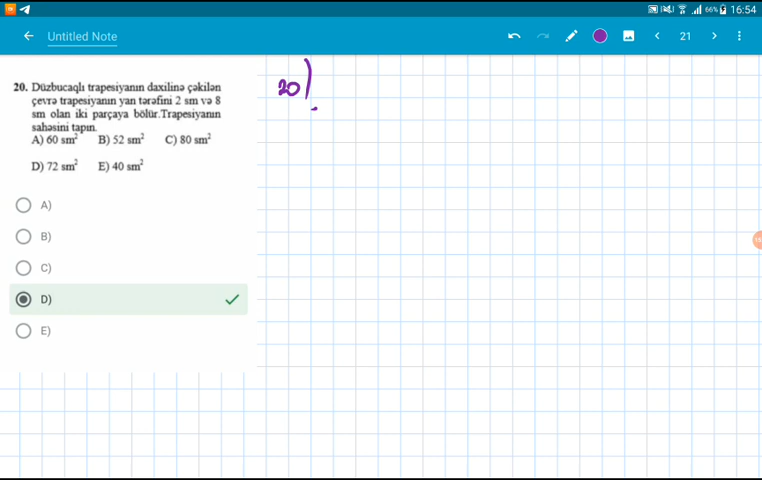 66% 16:54
Untitled Note
21
20. Düzbucaqlı trapesiyanın daxilinə çəkilən
çevrə trapesiyanın yan tərəfini 2 sm və 8
sm olan iki parçaya bölür.Trapesiyanın
sahəsini tapın.
A) 60 sm² B) 52 sm² C) 80 sm²
D) 72 sm² E) 40 sm²
A)
B)
C)
D)
E)
20)